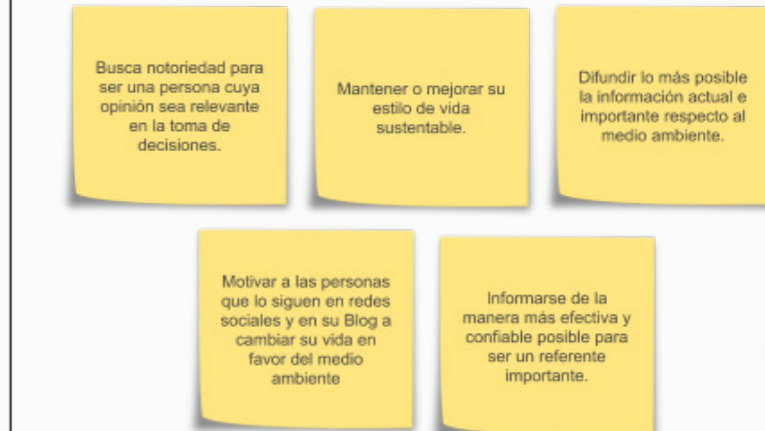 Busca notoriedad para
ser una persona cuya
opinión sea relevante
en la toma de
decisiones.
Mantener o mejorar su
estilo de vida
sustentable.
Difundir lo más posible
la información actual e
importante respecto al
medio ambiente.
Motivar a las personas
que lo siguen en redes
sociales y en su Blog a
cambiar su vida en
favor del medio
ambiente
Informarse de la
manera más efectiva y
confiable posible para
ser un referente
importante.